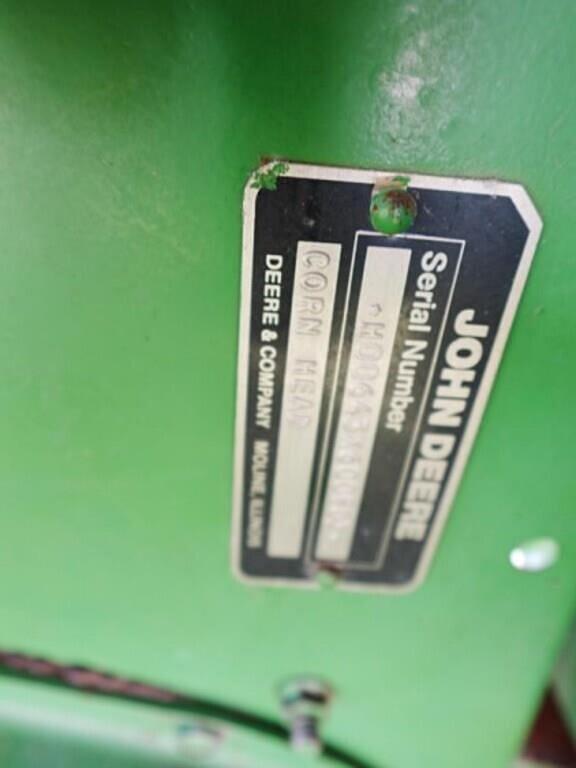 JOHN DEERE
Serial Number
CORN HEAD
DEERE & COMPANY MOLINE, ILLINOIS